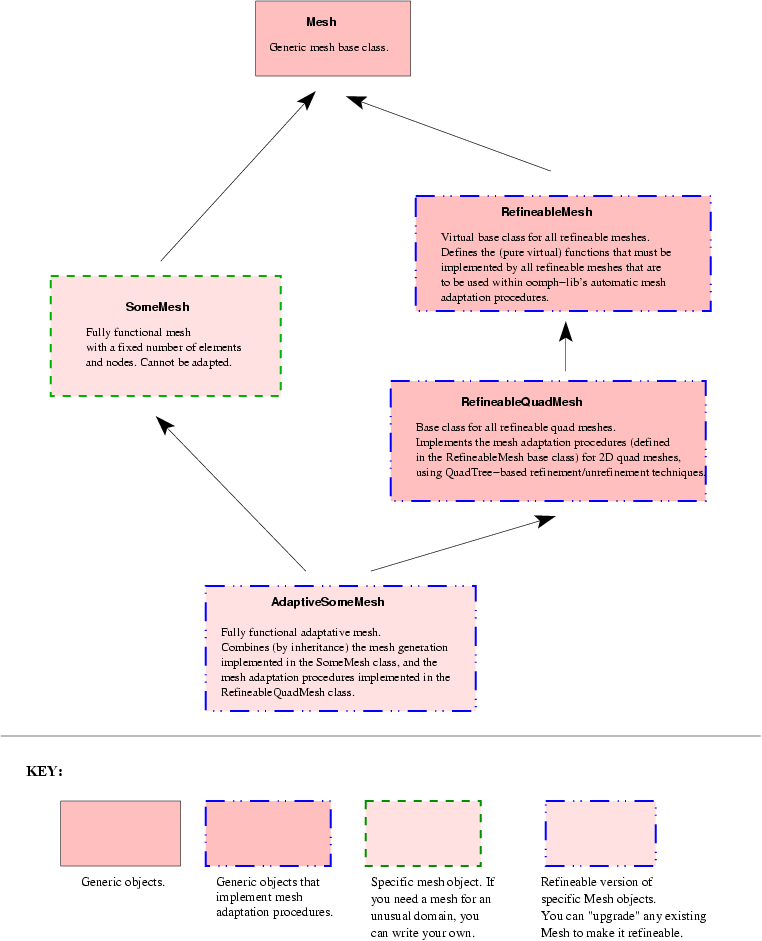 Mesh
Generic mesh base class.
RefineableMesh
Virtual base class for all refineable meshes.
Defines the (pure virtual) functions that must be
implemented by all refineable meshes that are
to be used within oomph−lib's automatic mesh
adaptation procedures.
SomeMesh
Fully functional mesh
with a fixed number of elements
and nodes. Cannot be adapted.
RefineableQuadMesh
Base class for all refineable quad meshes.
Implements the mesh adaptation procedures (defined
in the RefineableMesh base class) for 2D quad meshes,
using QuadTree−based refinement/unrefinement techniques.
AdaptiveSomeMesh
Fully functional adaptative mesh.
Combines (by inheritance) the mesh generation
implemented in the SomeMesh class, and the
mesh adaptation procedures implemented in the
RefineableQuadMesh class.
KEY:
Generic objects.
Generic objects that
implement mesh
adaptation procedures.
Specific mesh object. If
you need a mesh for an
unusual domain, you
can write your own.
Refineable version of
specific Mesh objects.
You can "upgrade" any existing
Mesh to make it refineable.